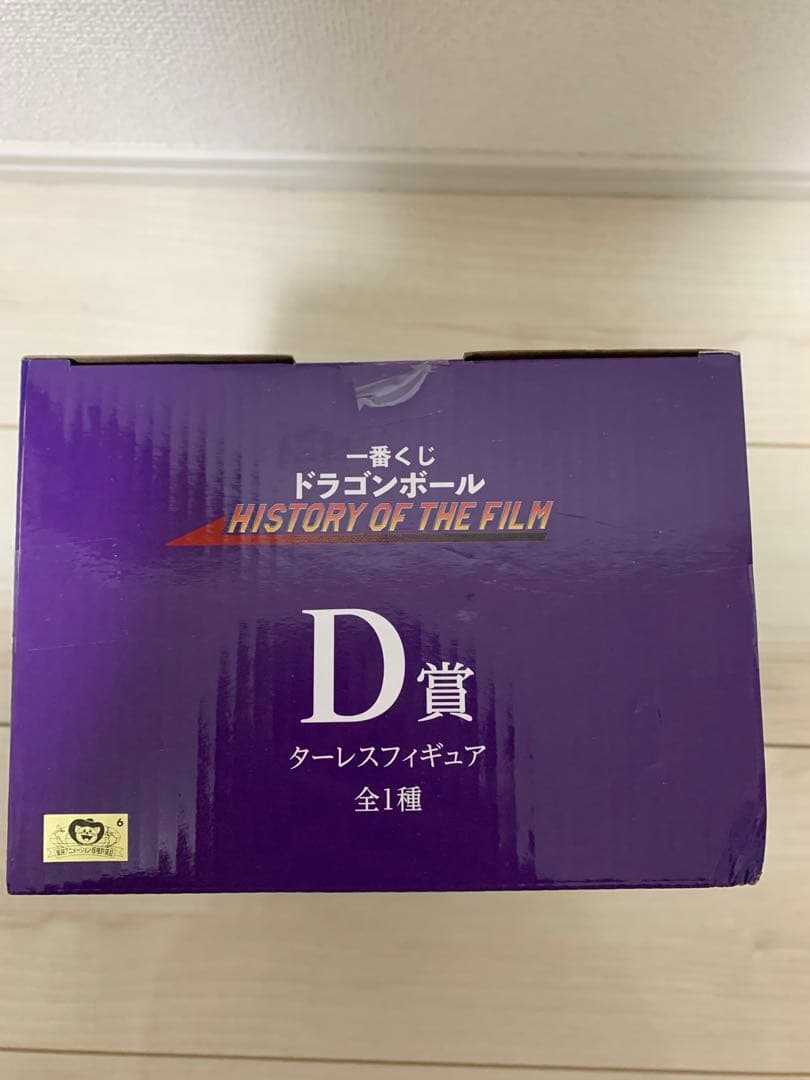 一番くじ
ドラゴンボール
HISTORY OF THE FILM
D賞
ターレスフィギュア
全1種
6